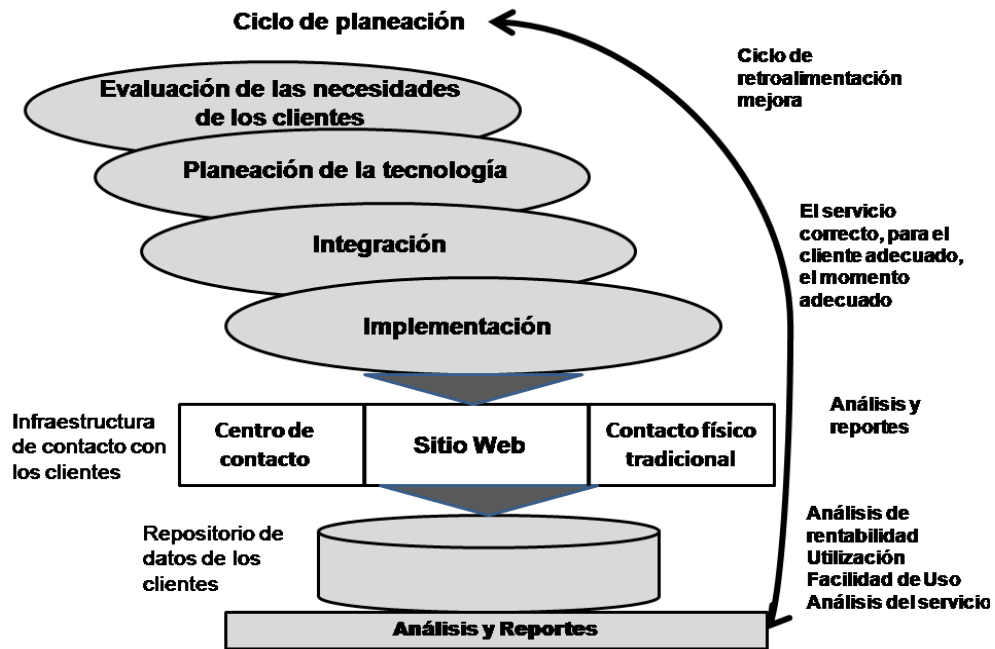 Ciclo de planeación
Evaluación de las necesidades
de los clientes
Planeación de la tecnología
Integración
Implementación
Ciclo de
retroalimentación
mejora
El servicio
correcto, para el
cliente adecuado,
el momento
adecuado
Infraestructura
de contacto con
los clientes
Centro de
contacto
Sitio Web
Contacto físico
tradicional
Análisis y
reportes
Repositorio de
datos de los
clientes
Análisis de
rentabilidad
Utilización
Facilidad de Uso
Análisis del servicio
Análisis y Reportes